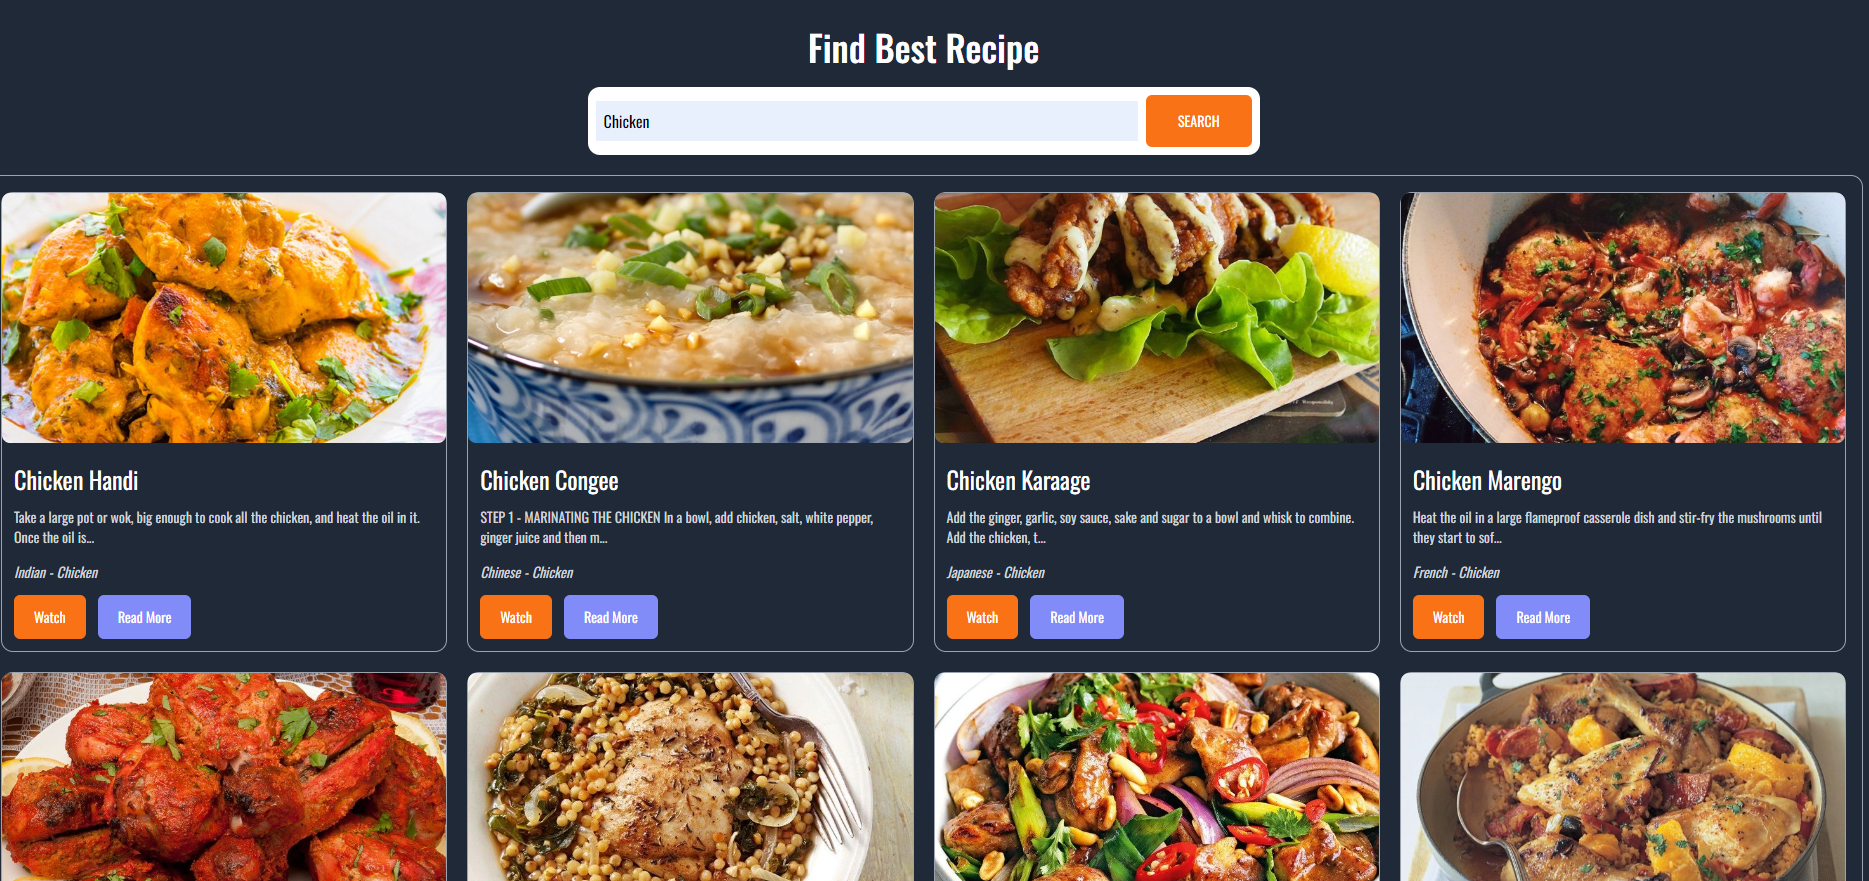 Find Best Recipe
Chicken
SEARCH
Chicken Handi
Take a large pot or wok, big enough to cook all the chicken, and heat the oil in it.
Once the oil is...
Indian - Chicken
Watch
Read More
Chicken Congee
STEP 1 - MARINATING THE CHICKEN In a bowl, add chicken, salt, white pepper,
ginger juice and then m...
Chinese - Chicken
Watch
Read More
Chicken Karaage
Add the ginger, garlic, soy sauce, sake and sugar to a bowl and whisk to combine.
Add the chicken, t...
Japanese - Chicken
Watch
Read More
Chicken Marengo
Heat the oil in a large flameproof casserole dish and stir-fry the mushrooms until
they start to sof...
French - Chicken
Watch
Read More